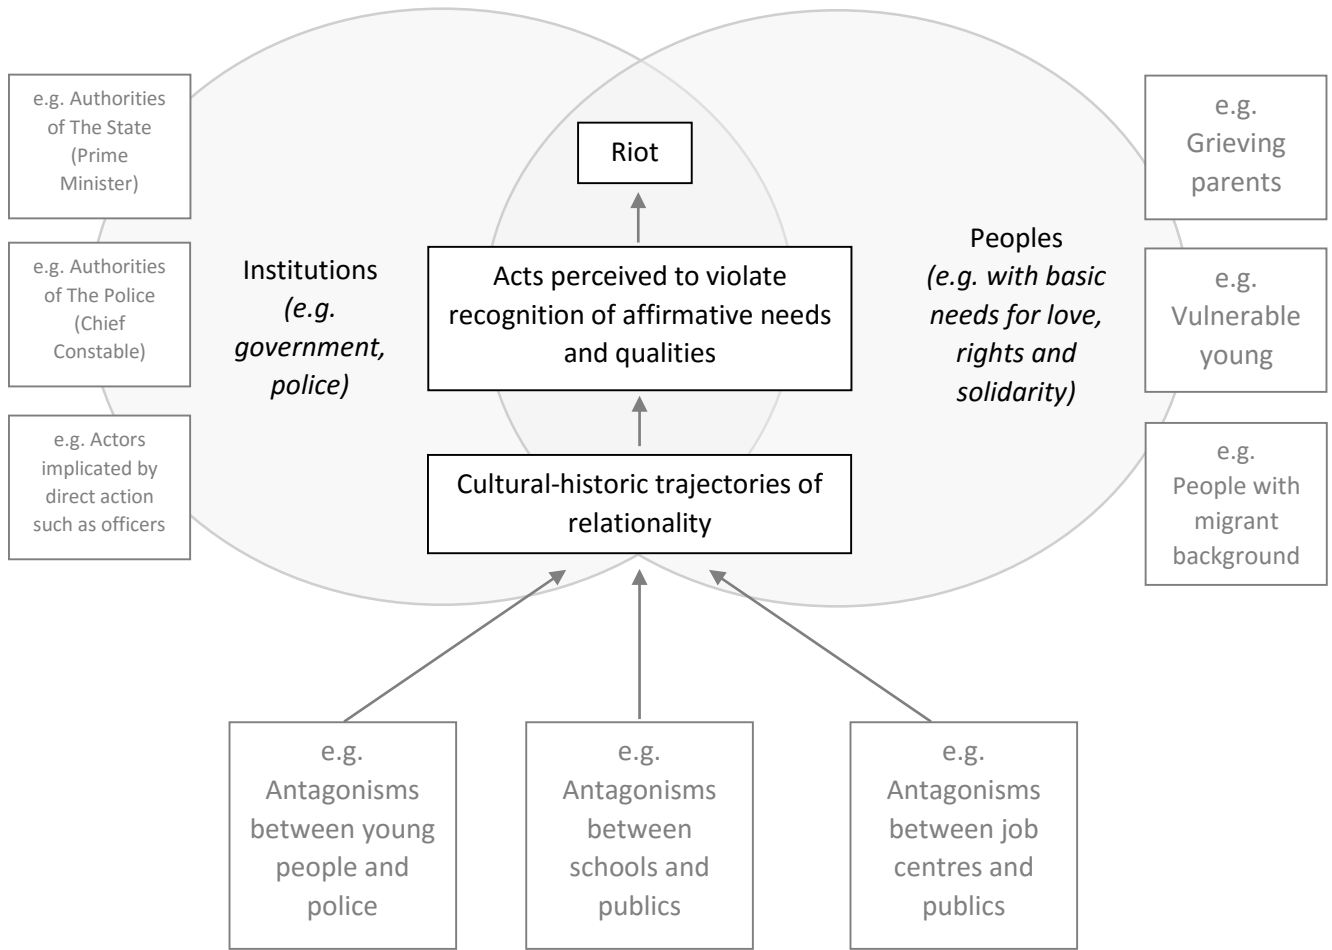 e.g. Authorities
of The State
(Prime
Minister)
e.g. Authorities
of The Police
(Chief
Constable)
e.g. Actors
implicated by
direct action
such as officers
Institutions
(e.g.
government,
police)
Riot
Acts perceived to violate
recognition of affirmative needs
and qualities
Cultural-historic trajectories of
relationality
Peoples
(e.g. with basic
needs for love,
rights and
solidarity)
e.g.
Grieving
parents
e.g.
Vulnerable
young
e.g.
People with
migrant
background
e.g.
Antagonisms
between young
people and
police
e.g.
Antagonisms
between
schools and
publics
e.g.
Antagonisms
between job
centres and
publics